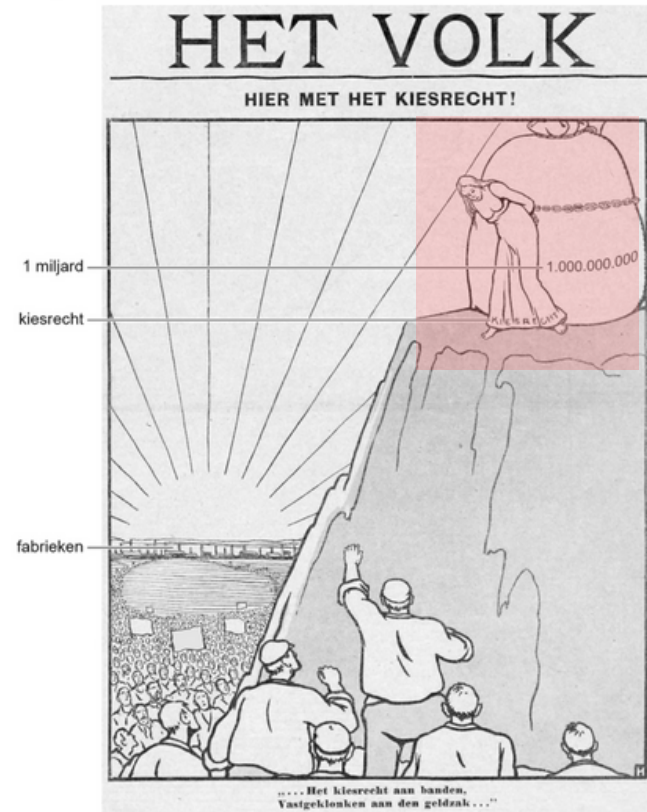 HET VOLK
HIER MET HET KIESRECHT!
1 miljard
1.000.000.000
kiesrecht
KIESRECHT
fabrieken
„...Het kiesrecht aan banden,
Vastgeklonken aan den geldzak..."